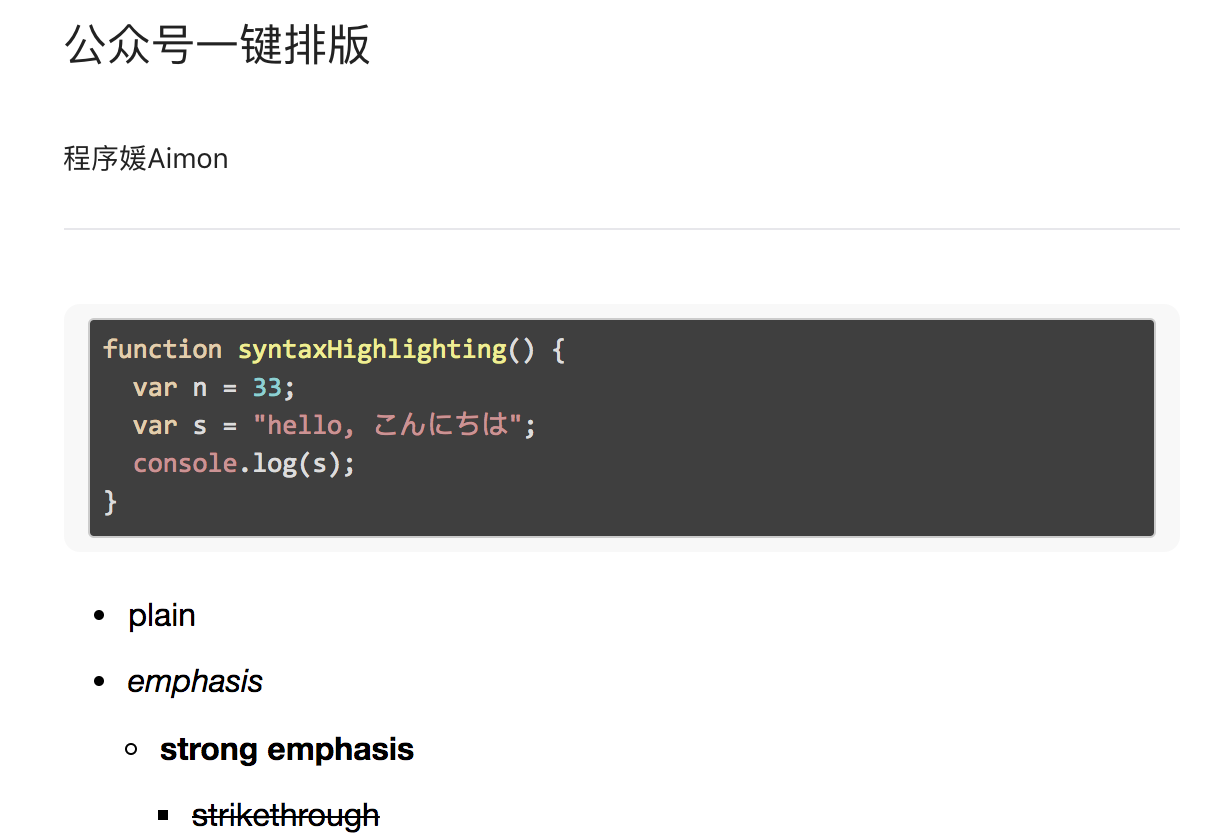 公众号一键排版
程序媛Aimon
function syntaxHighlighting() {
  var n = 33;
  var s = "hello, こんにちは";
  console.log(s);
}
plain
emphasis
strong emphasis
strikethrough